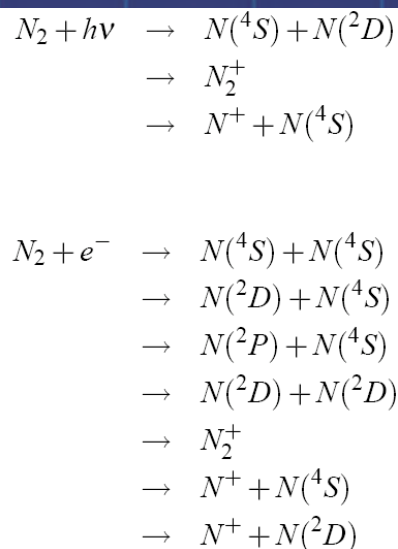 N₂ + hν → N(⁴S) + N(²D)
→ N₂⁺
→ N⁺ + N(⁴S)
N₂ + e⁻ → N(⁴S) + N(⁴S)
→ N(²D) + N(⁴S)
→ N(²P) + N(⁴S)
→ N(²D) + N(²D)
→ N₂⁺
→ N⁺ + N(⁴S)
→ N⁺ + N(²D)